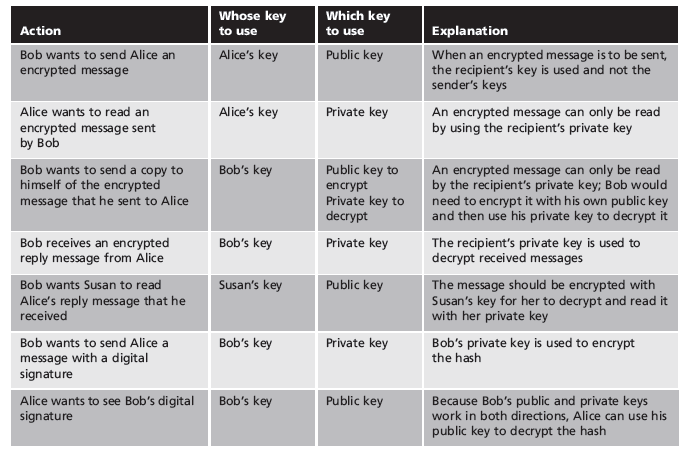 Action
Whose key
to use
Which key
to use
Explanation
Bob wants to send Alice an
encrypted message
Alice's key
Public key
When an encrypted message is to be sent,
the recipient's key is used and not the
sender's keys
Alice wants to read an
encrypted message sent
by Bob
Alice's key
Private key
An encrypted message can only be read
by using the recipient's private key
Bob wants to send a copy to
himself of the encrypted
message that he sent to Alice
Bob's key
Public key to
encrypt
Private key to
decrypt
An encrypted message can only be read
by the recipient's private key; Bob would
need to encrypt it with his own public key
and then use his private key to decrypt it
Bob receives an encrypted
reply message from Alice
Bob's key
Private key
The recipient's private key is used to
decrypt received messages
Bob wants Susan to read
Alice's reply message that he
received
Susan's key
Public key
The message should be encrypted with
Susan's key for her to decrypt and read it
with her private key
Bob wants to send Alice a
message with a digital
signature
Bob's key
Private key
Bob's private key is used to encrypt
the hash
Alice wants to see Bob's digital
signature
Bob's key
Public key
Because Bob's public and private keys
work in both directions, Alice can use his
public key to decrypt the hash